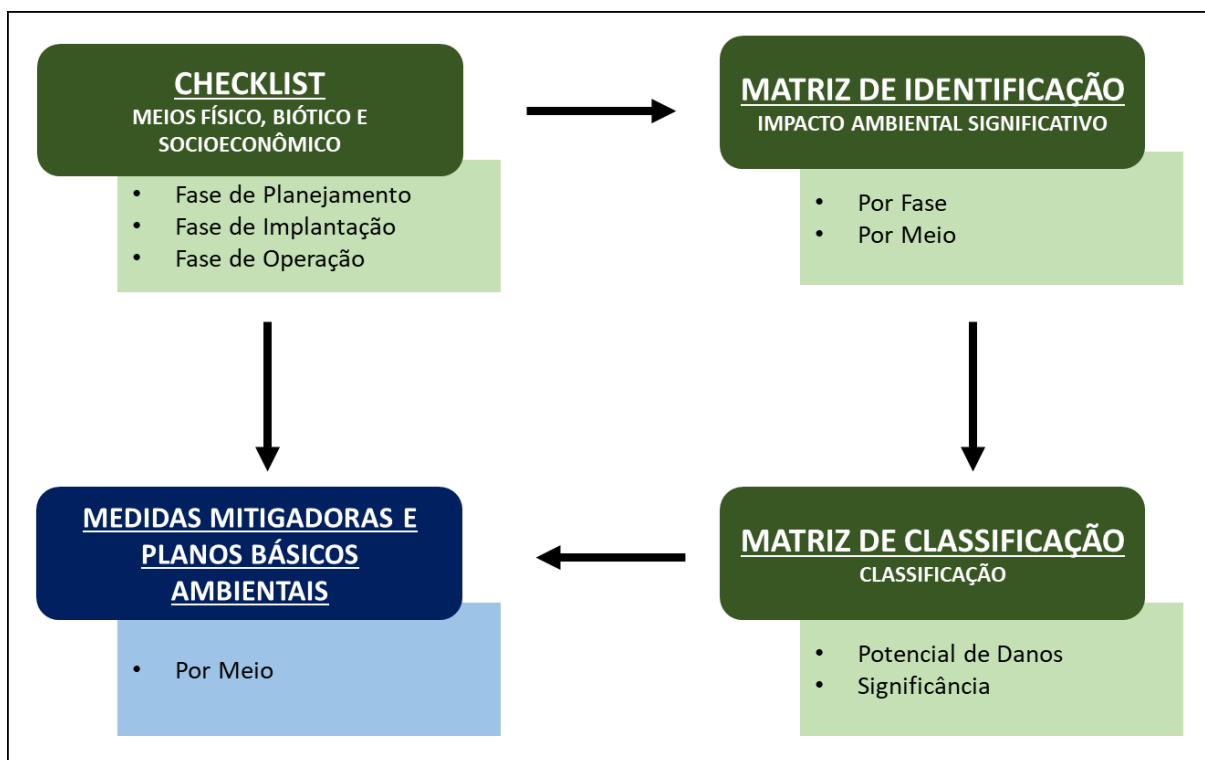 CHECKLIST
MEIOS FÍSICO, BIÓTICO E
SOCIOECONÔMICO
• Fase de Planejamento
• Fase de Implantação
• Fase de Operação
MATRIZ DE IDENTIFICAÇÃO
IMPACTO AMBIENTAL SIGNIFICATIVO
• Por Fase
• Por Meio
MEDIDAS MITIGADORAS E
PLANOS BÁSICOS
AMBIENTAIS
• Por Meio
MATRIZ DE CLASSIFICAÇÃO
CLASSIFICAÇÃO
• Potencial de Danos
• Significância